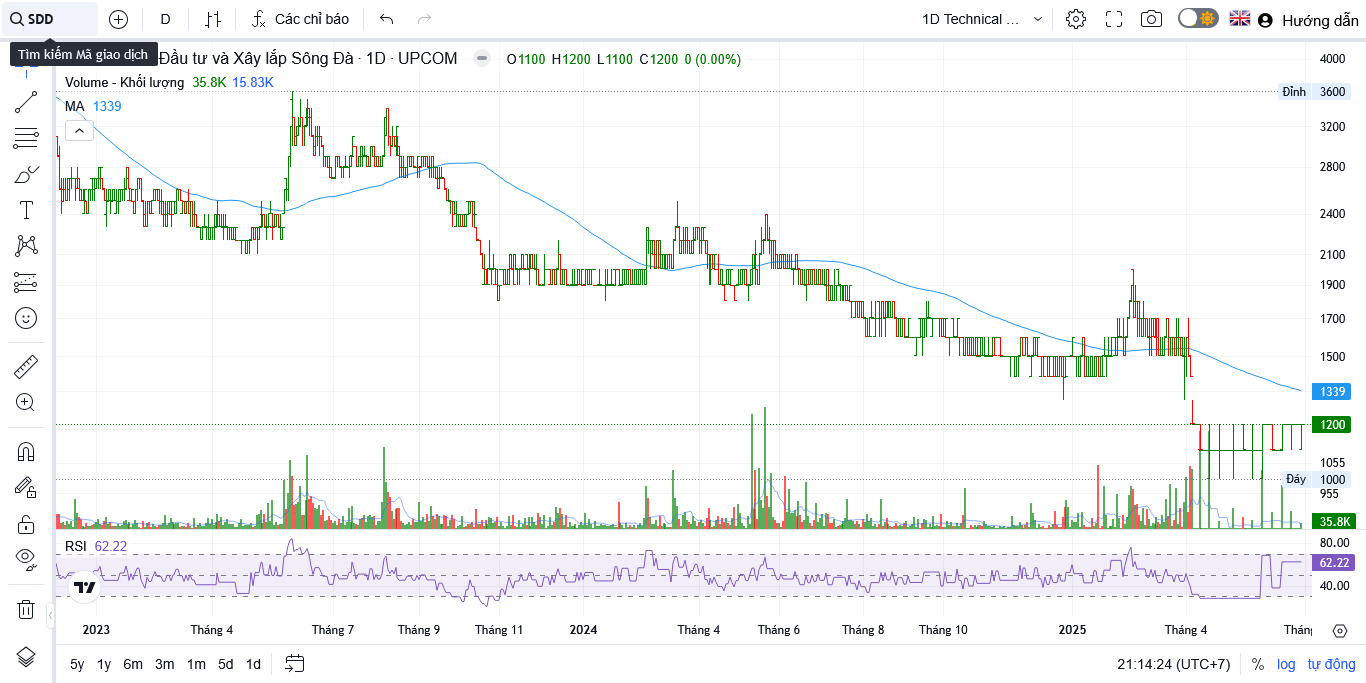 SDD
D
Các chỉ báo
1D Technical ...
Hướng dẫn
Tìm kiếm Mã giao dịch
Đầu tư và Xây lắp Sông Đà · 1D · UPCOM
O1100 H1200 L1100 C1200 0 (0.00%)
Volume - Khối lượng 35.8K 15.83K
MA 1339
4000
Đỉnh 3600
3200
2800
2400
2100
1900
1700
1500
1339
1200
1055
Đáy 1000
955
35.8K
RSI 62.22
80.00
62.22
40.00
2023 Tháng 4 Tháng 7 Tháng 9 Tháng 11 2024 Tháng 4 Tháng 6 Tháng 8 Tháng 10 2025 Tháng 4 Thán
5y 1y 6m 3m 1m 5d 1d
21:14:24 (UTC+7) % log tự động